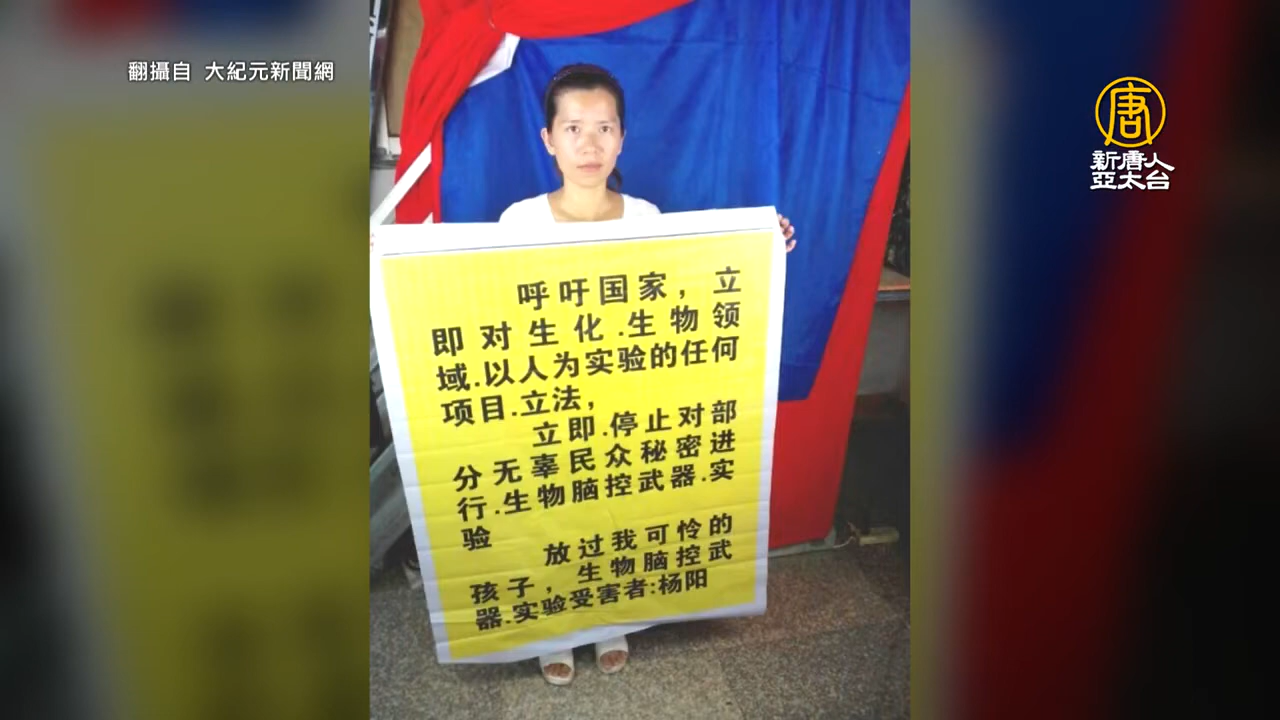 翻攝自 大紀元新聞網
唐
新唐人
亞太台
呼吁国家，立
即对生化.生物领
域.以人为实验的任何
项目.立法，
立即.停止对部
分无辜民众秘密进
行.生物脑控武器.实
验
放过我可怜的
孩子，生物脑控武
器.实验受害者:杨阳